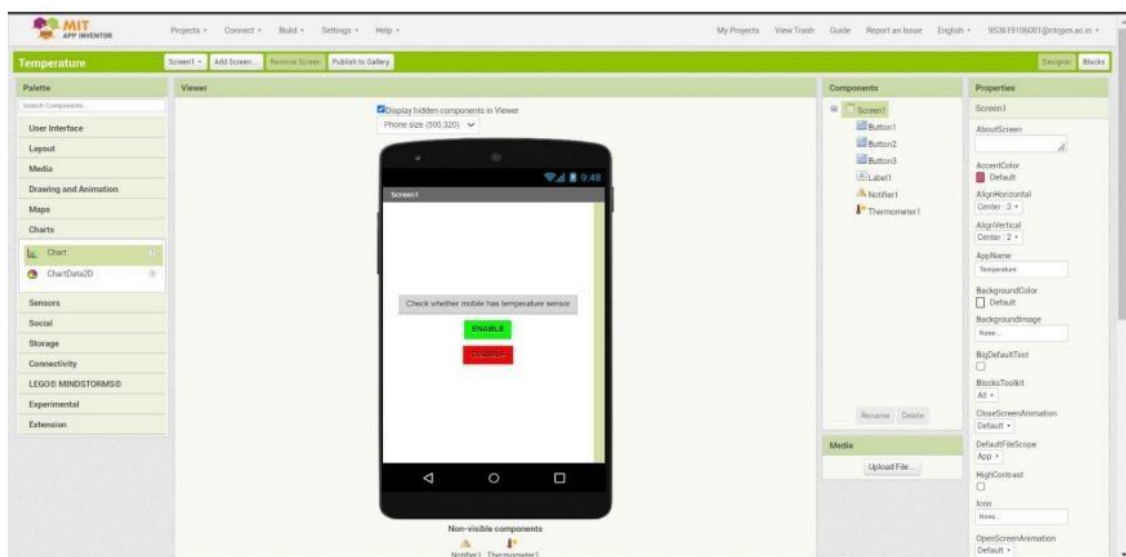 MIT
APP INVENTOR
Projects
Connect
Build
Settings
Help
My Projects
View Trash
Guide
Report an Issue
English
Temperature
Screen1
Add Screen ...
Remove Screen
Publish to Gallery
Designer
Blocks
Palette
Search Components...
User Interface
Layout
Media
Drawing and Animation
Maps
Charts
Chart
ChartData2D
Sensors
Social
Storage
Connectivity
LEGO® MINDSTORMS®
Experimental
Extension
Viewer
Display hidden components in Viewer
Phone size (505,320)
9:48
Screen1
Check whether mobile has temperature sensor
ENABLE
Non-visible components
Notifier1 Thermometer1
Components
Screen1
Button1
Button2
Button3
Label1
Notifier1
Thermometer1
Rename Delete
Media
Upload File ...
Properties
Screen1
AboutScreen
AccentColor
Default
AlignHorizontal
Center : 3
AlignVertical
Center : 2
AppName
Temperature
BackgroundColor
Default
BackgroundImage
None...
BigDefaultText
BlocksToolkit
All
CloseScreenAnimation
Default
DefaultFileScope
App
HighContrast
Icon
None...
OpenScreenAnimation
Default